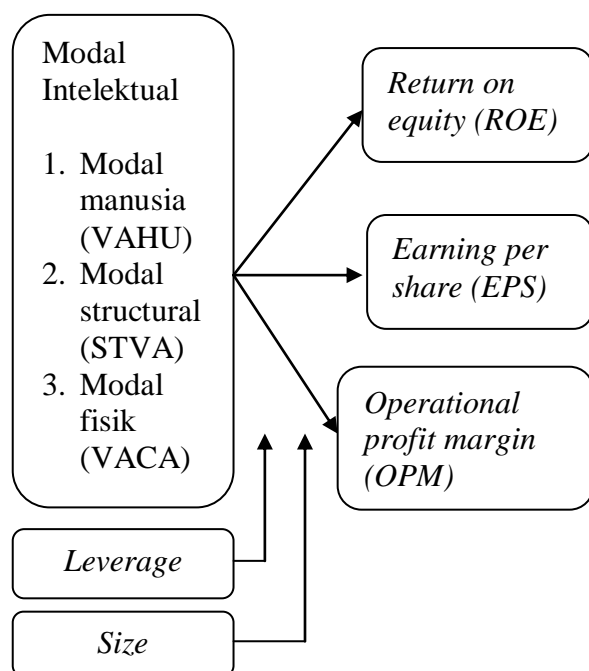 Modal
Intelektual
1. Modal
manusia
(VAHU)
2. Modal
structural
(STVA)
3. Modal
fisik
(VACA)
Return on
equity (ROE)
Earning per
share (EPS)
Operational
profit margin
(OPM)
Leverage
Size